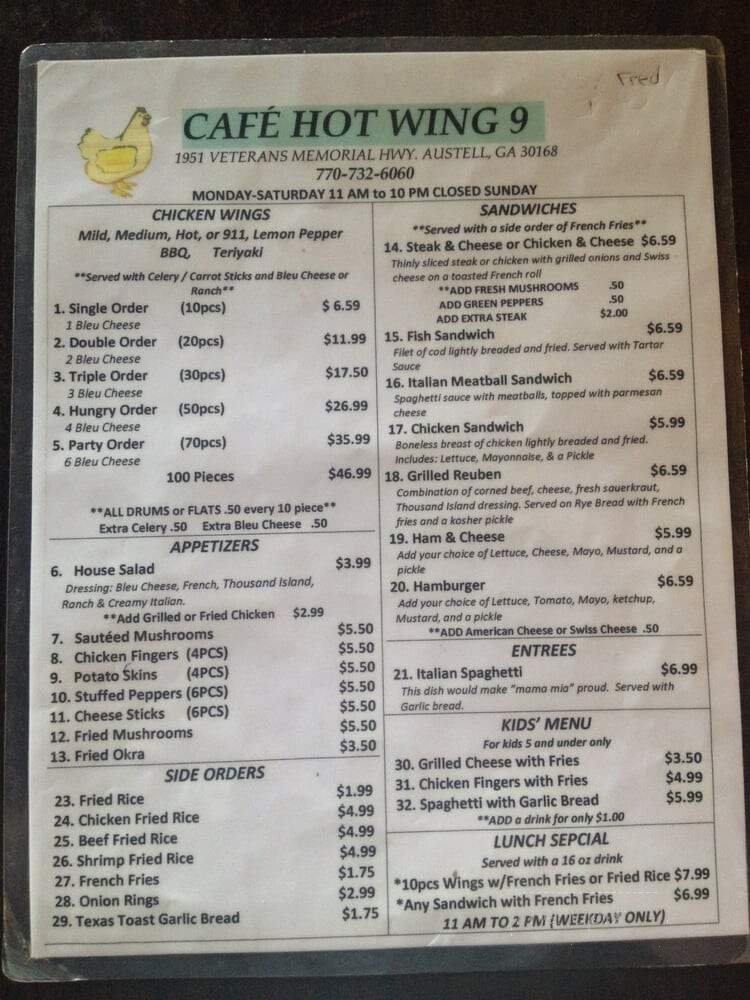 Fred
CAFÉ HOT WING 9
1951 VETERANS MEMORIAL HWY. AUSTELL, GA 30168
770-732-6060
MONDAY-SATURDAY 11 AM to 10 PM CLOSED SUNDAY
CHICKEN WINGS
Mild, Medium, Hot, or 911, Lemon Pepper
BBQ, Teriyaki
**Served with Celery / Carrot Sticks and Bleu Cheese or
Ranch**
1. Single Order (10pcs) $ 6.59
1 Bleu Cheese
2. Double Order (20pcs) $11.99
2 Bleu Cheese
3. Triple Order (30pcs) $17.50
3 Bleu Cheese
4. Hungry Order (50pcs) $26.99
4 Bleu Cheese
5. Party Order (70pcs) $35.99
6 Bleu Cheese
100 Pieces $46.99
**ALL DRUMS or FLATS .50 every 10 piece**
Extra Celery .50 Extra Bleu Cheese .50
APPETIZERS
6. House Salad $3.99
Dressing: Bleu Cheese, French, Thousand Island,
Ranch & Creamy Italian.
**Add Grilled or Fried Chicken $2.99
7. Sautéed Mushrooms $5.50
8. Chicken Fingers (4PCS) $5.50
9. Potato Skins (4PCS) $5.50
10. Stuffed Peppers (6PCS) $5.50
11. Cheese Sticks (6PCS) $5.50
12. Fried Mushrooms $5.50
13. Fried Okra $3.50
SIDE ORDERS
23. Fried Rice $1.99
24. Chicken Fried Rice $4.99
25. Beef Fried Rice $4.99
26. Shrimp Fried Rice $4.99
27. French Fries $1.75
28. Onion Rings $2.99
29. Texas Toast Garlic Bread $1.75
SANDWICHES
**Served with a side order of French Fries**
14. Steak & Cheese or Chicken & Cheese $6.59
Thinly sliced steak or chicken with grilled onions and Swiss
cheese on a toasted French roll
**ADD FRESH MUSHROOMS .50
ADD GREEN PEPPERS .50
ADD EXTRA STEAK $2.00
15. Fish Sandwich $6.59
Filet of cod lightly breaded and fried. Served with Tartar
Sauce
16. Italian Meatball Sandwich $6.59
Spaghetti sauce with meatballs, topped with parmesan
cheese
17. Chicken Sandwich $5.99
Boneless breast of chicken lightly breaded and fried.
Includes: Lettuce, Mayonnaise, & a Pickle
18. Grilled Reuben $6.59
Combination of corned beef, cheese, fresh sauerkraut,
Thousand Island dressing. Served on Rye Bread with French
fries and a kosher pickle
19. Ham & Cheese $5.99
Add your choice of Lettuce, Cheese, Mayo, Mustard, and a
pickle
20. Hamburger $6.59
Add your choice of Lettuce, Tomato, Mayo, ketchup,
Mustard, and a pickle
**ADD American Cheese or Swiss Cheese .50
ENTREES
21. Italian Spaghetti $6.99
This dish would make "mama mia" proud. Served with
Garlic bread.
KIDS' MENU
For kids 5 and under only
30. Grilled Cheese with Fries $3.50
31. Chicken Fingers with Fries $4.99
32. Spaghetti with Garlic Bread $5.99
**ADD a drink for only $1.00
LUNCH SEPCIAL
Served with a 16 oz drink
*10pcs Wings w/French Fries or Fried Rice $7.99
*Any Sandwich with French Fries $6.99
11 AM TO 2 PM (WEEKDAY ONLY)